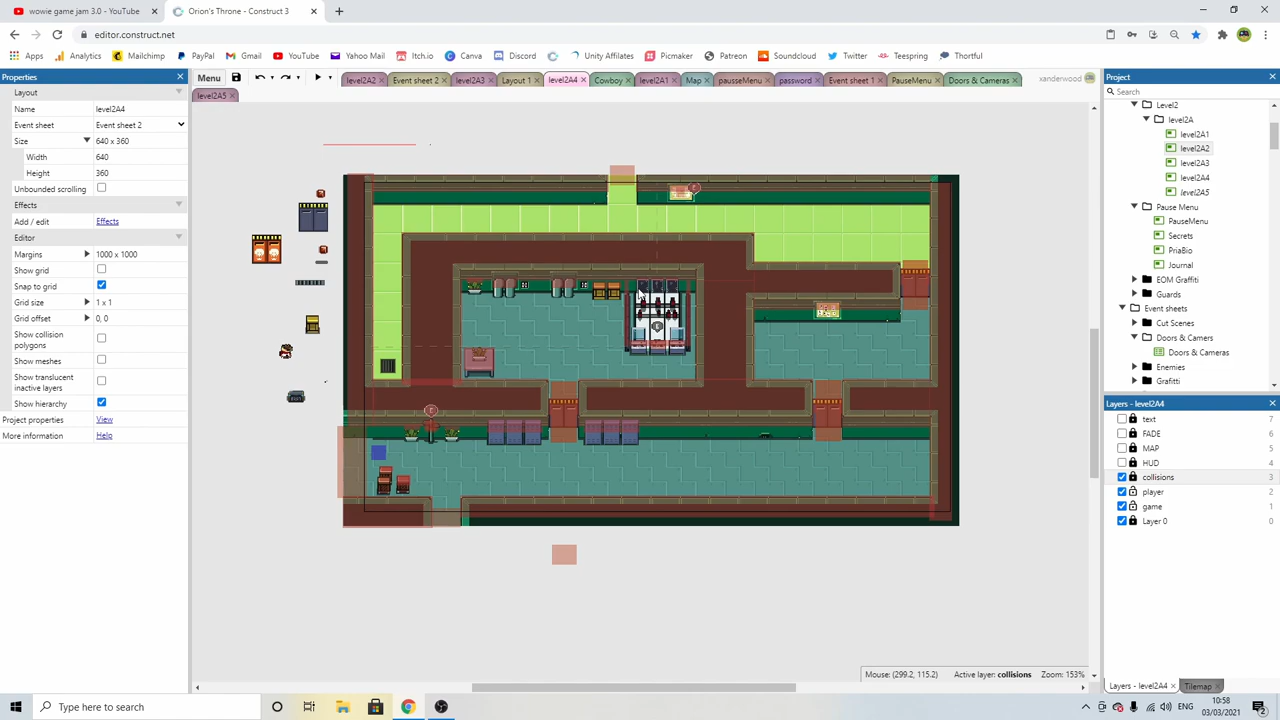 wowie game jam 3.0 - YouTube
Orion's Throne - Construct 3
editor.construct.net
Apps
Analytics
Mailchimp
PayPal
Gmail
YouTube
Yahoo Mail
Itch.io
Canva
Discord
Unity Affilates
Picmaker
Patreon
Soundcloud
Twitter
Teespring
Thortful
Properties
Menu
level2A2
Event sheet 2
level2A3
Layout 1
level2A4
Cowboy
level2A1
Map
pausseMenu
password
Event sheet 1
PauseMenu
Doors & Cameras
xanderwood
Project
level2A5
Layout
Name level2A4
Event sheet Event sheet 2
Size 640 x 360
Width 640
Height 360
Unbounded scrolling
Effects
Add / edit Effects
Editor
Margins 1000 x 1000
Show grid
Snap to grid
Grid size 1 x 1
Grid offset 0, 0
Show collision polygons
Show meshes
Show translucent inactive layers
Show hierarchy
Project properties View
More information Help
Search
Level2
level2A
level2A1
level2A2
level2A3
level2A4
level2A5
Pause Menu
PauseMenu
Secrets
PriaBio
Journal
EOM Graffiti
Guards
Event sheets
Cut Scenes
Doors & Cameras
Doors & Cameras
Enemies
Grafitti
Layers - level2A4
text 7
FADE 6
MAP 5
HUD 4
collisions 3
player 2
game 1
Layer 0 0
Mouse: (299.2, 115.2) Active layer: collisions Zoom: 153%
Layers - level2A4
Tilemap
Type here to search
ENG
10:58
03/03/2021
2